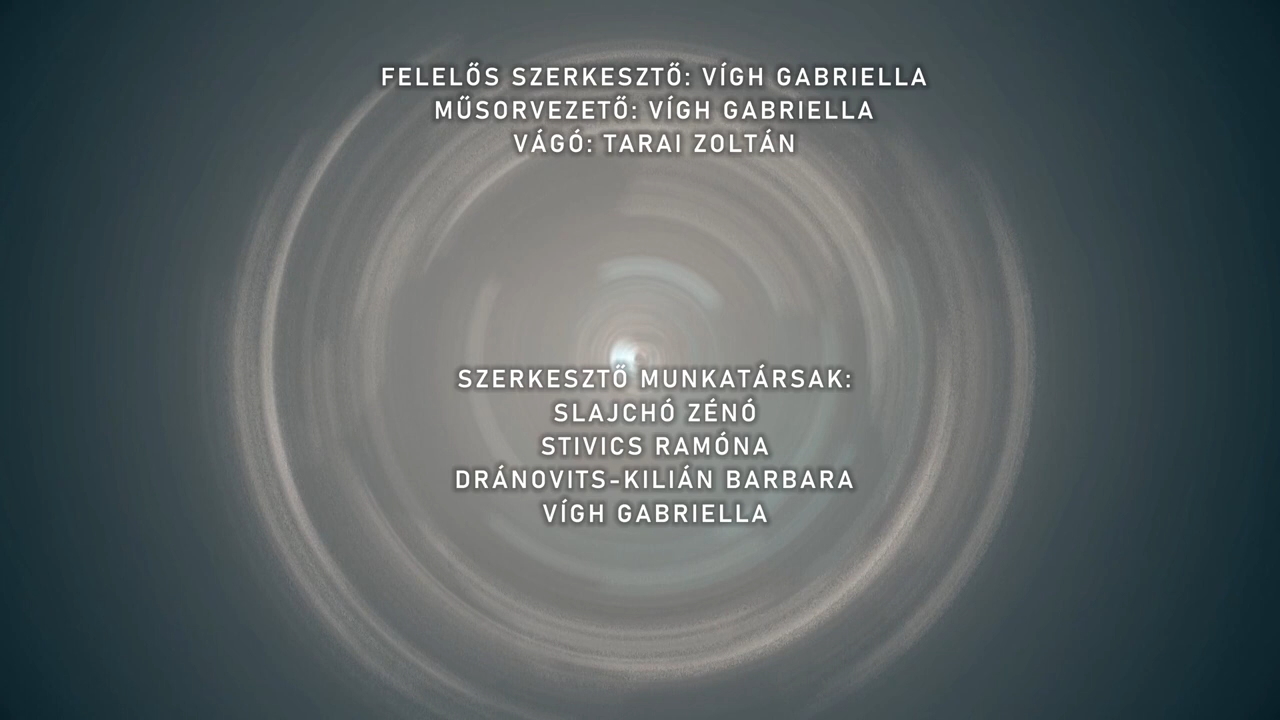 FELELŐS SZERKESZTŐ: VÍGH GABRIELLA
MŰSORVEZETŐ: VÍGH GABRIELLA
VÁGÓ: TARAI ZOLTÁN
SZERKESZTŐ MUNKATÁRSAK:
SLAJCHÓ ZÉNÓ
STIVICS RAMÓNA
DRÁNOVITS-KILIÁN BARBARA
VÍGH GABRIELLA